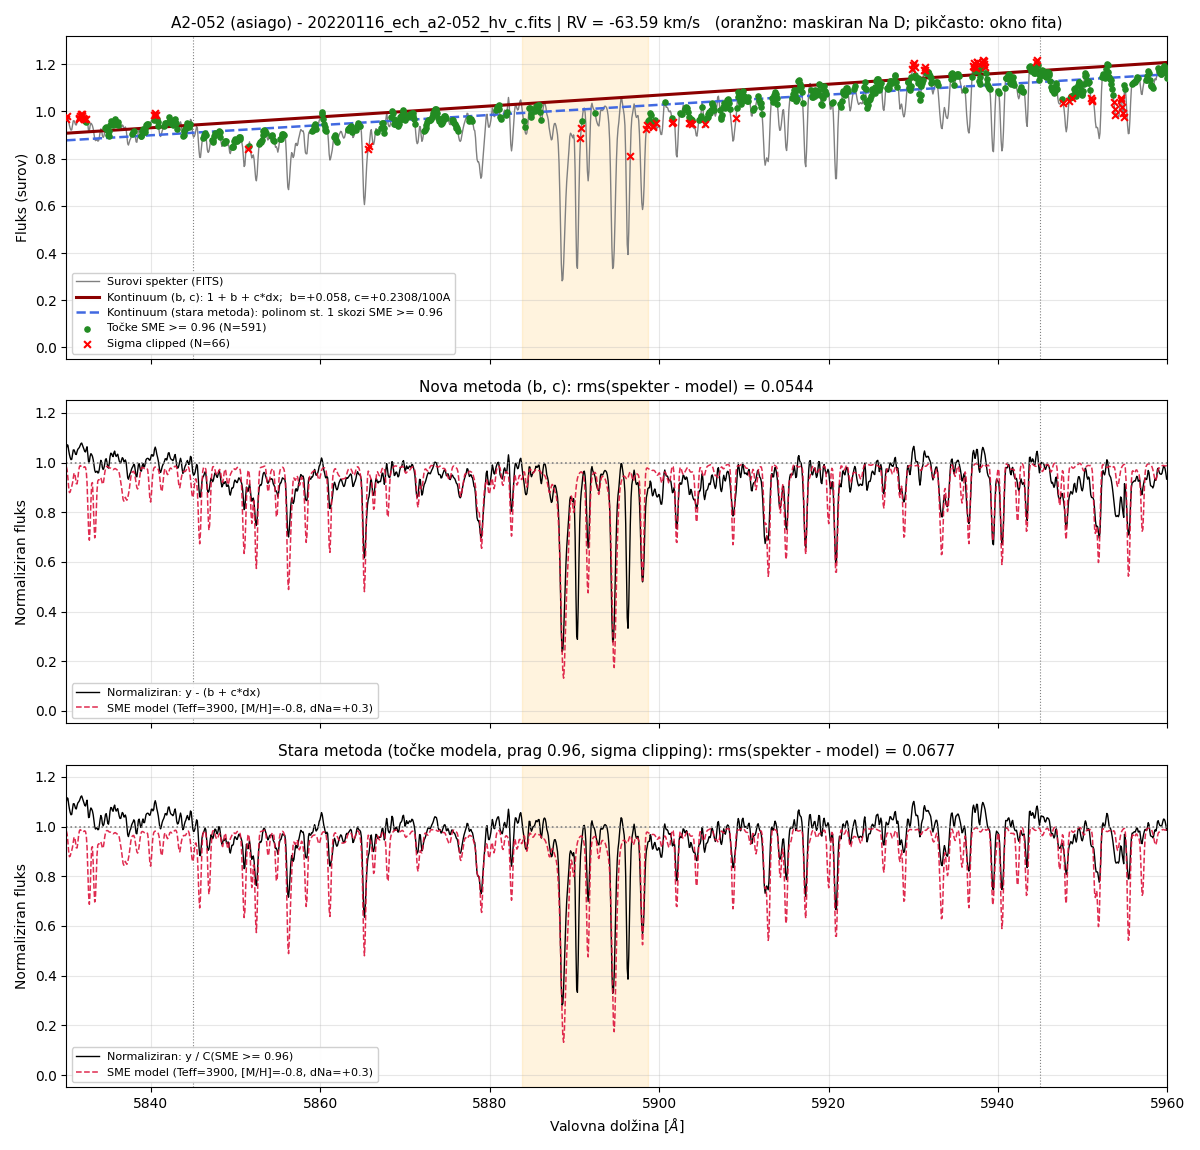 A2-052 (asiago) - 20220116_ech_a2-052_hv_c.fits | RV = -63.59 km/s   (oranžno: maskiran Na D; pikčasto: okno fita)
1.2
1.0
0.8
0.6
0.4
0.2
0.0
Fluks (surov)
Surovi spekter (FITS)
Kontinuum (b, c): 1 + b + c*dx;  b=+0.058, c=+0.2308/100A
Kontinuum (stara metoda): polinom st. 1 skozi SME >= 0.96
Točke SME >= 0.96 (N=591)
Sigma clipped (N=66)
Nova metoda (b, c): rms(spekter - model) = 0.0544
1.2
1.0
0.8
0.6
0.4
0.2
0.0
Normaliziran fluks
Normaliziran: y - (b + c*dx)
SME model (Teff=3900, [M/H]=-0.8, dNa=+0.3)
Stara metoda (točke modela, prag 0.96, sigma clipping): rms(spekter - model) = 0.0677
1.2
1.0
0.8
0.6
0.4
0.2
0.0
Normaliziran fluks
Normaliziran: y / C(SME >= 0.96)
SME model (Teff=3900, [M/H]=-0.8, dNa=+0.3)
5840 5860 5880 5900 5920 5940 5960
Valovna dolžina [Å]